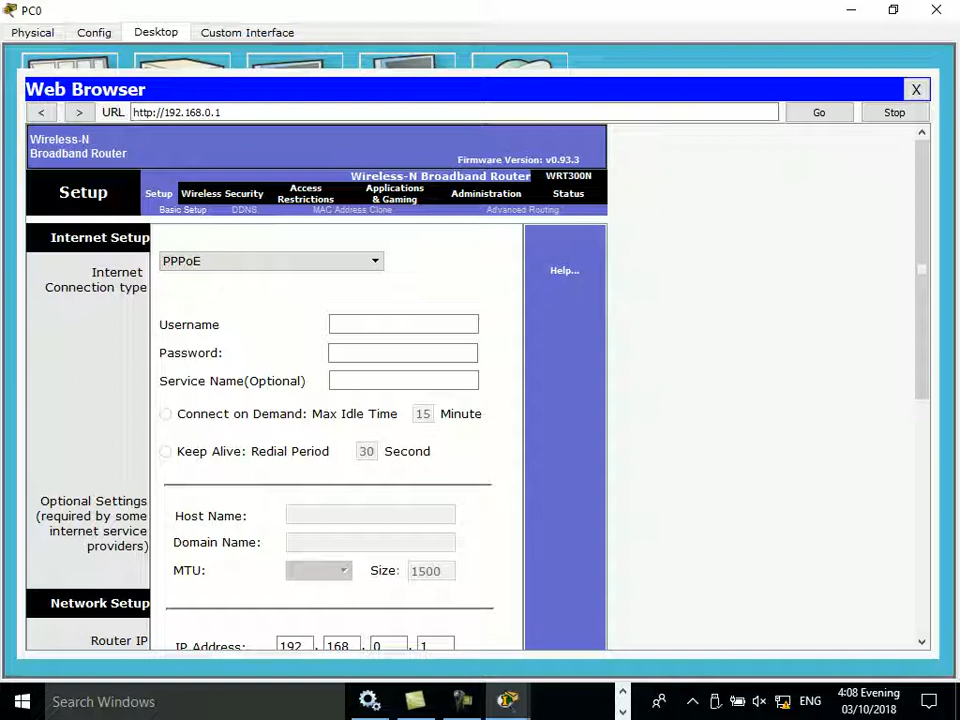 PC0
Physical Config Desktop Custom Interface
Web Browser X
< > URL http://192.168.0.1 Go Stop
Wireless-N
Broadband Router
Firmware Version: v0.93.3
Wireless-N Broadband Router WRT300N
Setup
Setup Wireless Security Access Restrictions Applications & Gaming Administration Status
Basic Setup DDNS MAC Address Clone Advanced Routing
Internet Setup
PPPoE
Help...
Internet
Connection type
Username
Password:
Service Name(Optional)
Connect on Demand: Max Idle Time 15 Minute
Keep Alive: Redial Period 30 Second
Optional Settings
(required by some
internet service
providers)
Host Name:
Domain Name:
MTU: Size: 1500
Network Setup
Router IP
IP Address: 192 . 168 . 0 . 1
Search Windows
ENG
4:08 Evening
03/10/2018